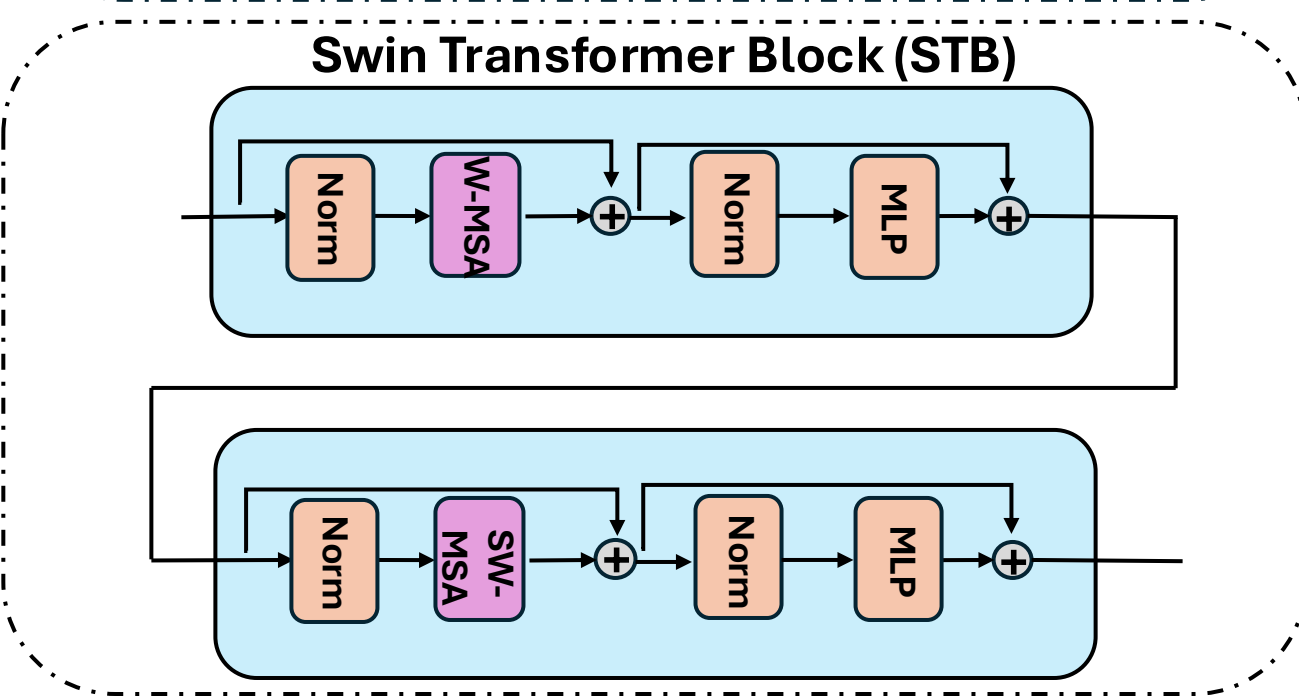 Swin Transformer Block (STB)
Norm
W-MSA
+
Norm
MLP
+
Norm
SW-
MSA
+
Norm
MLP
+